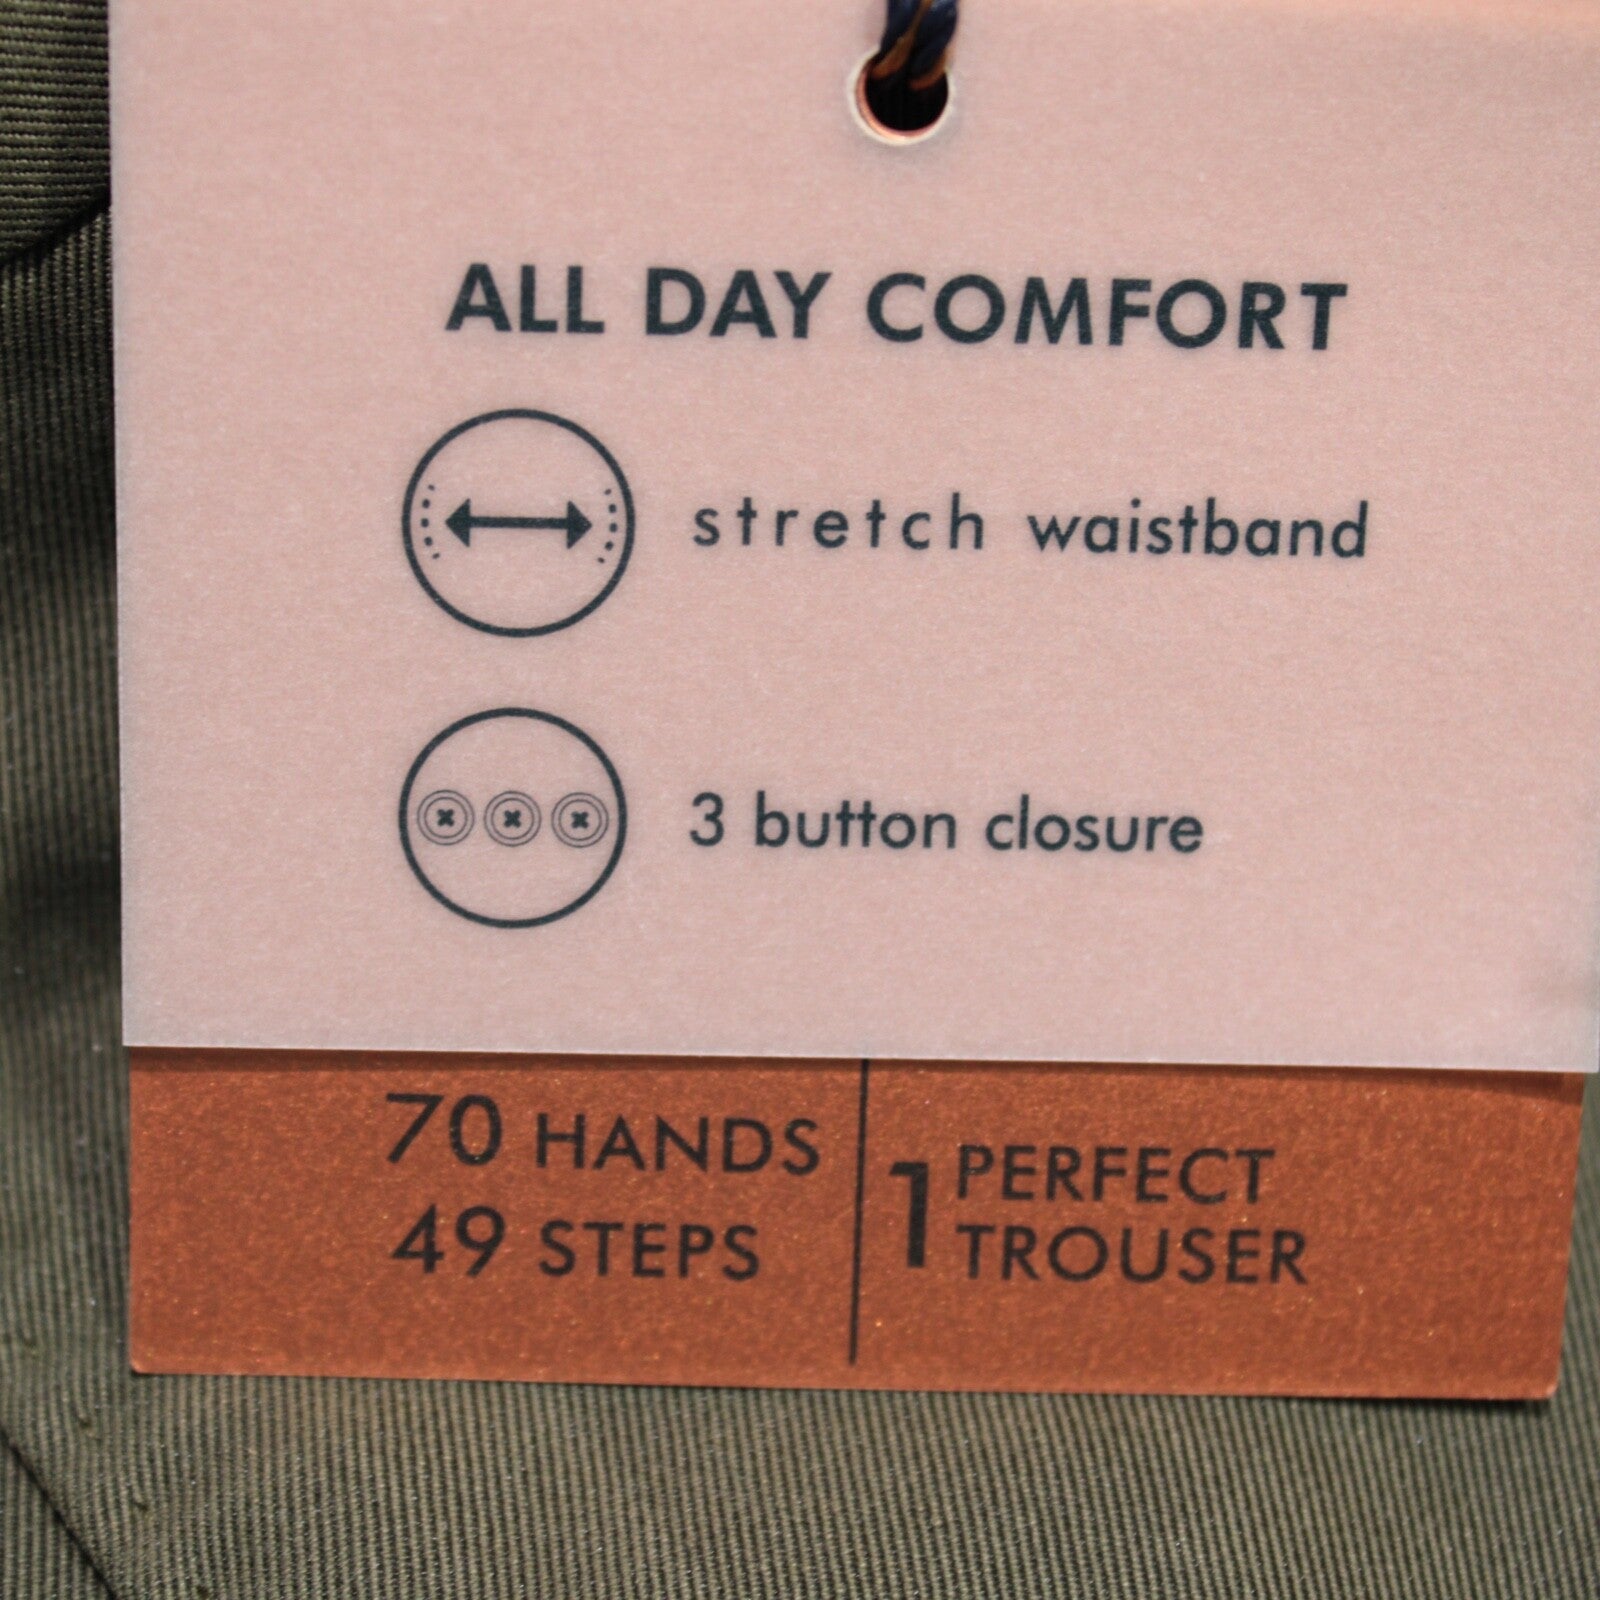 ALL DAY COMFORT
stretch waistband
3 button closure
70 HANDS
49 STEPS
1 PERFECT
TROUSER